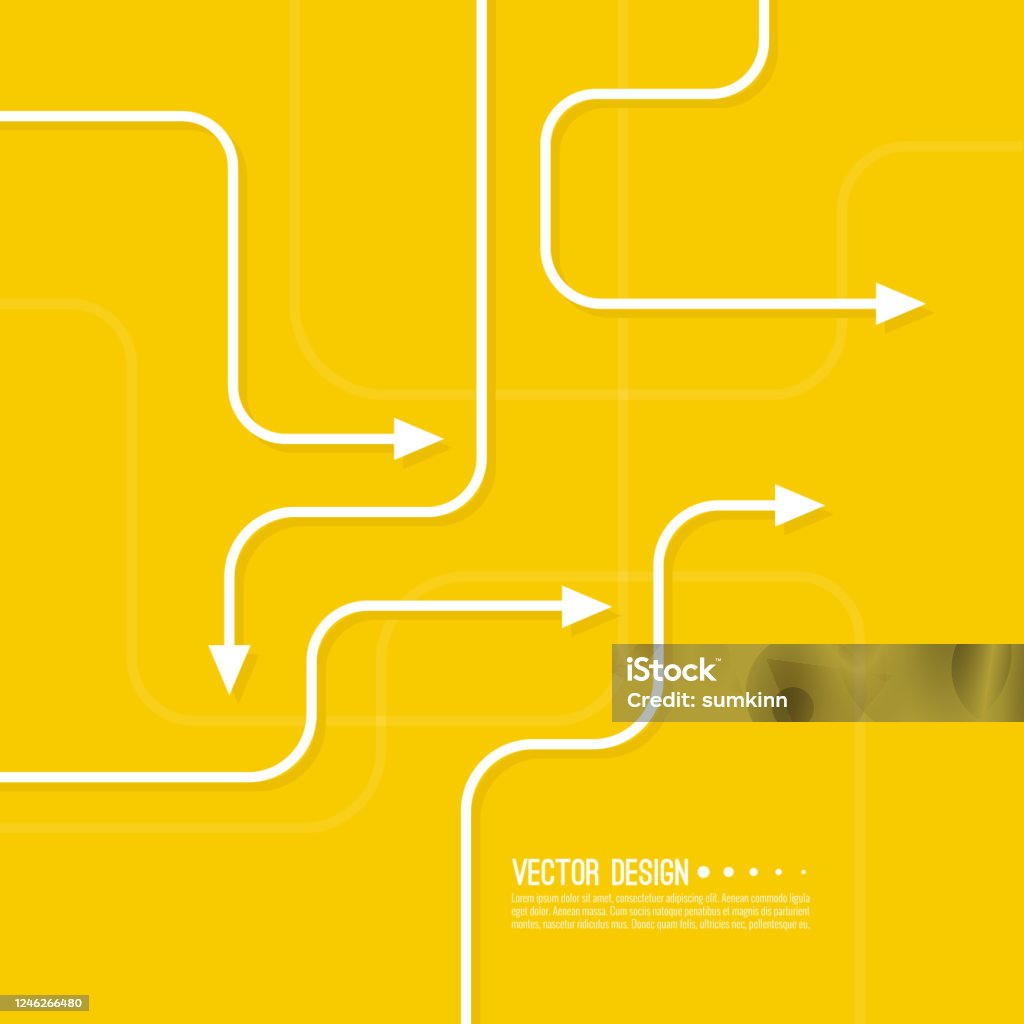 iStock™
Credit: sumkinn
VECTOR DESIGN
Lorem ipsum dolor sit amet, consectetuer adipiscing elit. Aenean commodo ligula
eget dolor. Aenean massa. Cum sociis natoque penatibus et magnis dis parturient
montes, nascetur ridiculus mus. Donec quam felis, ultricies nec, pellentesque eu,
1246266480